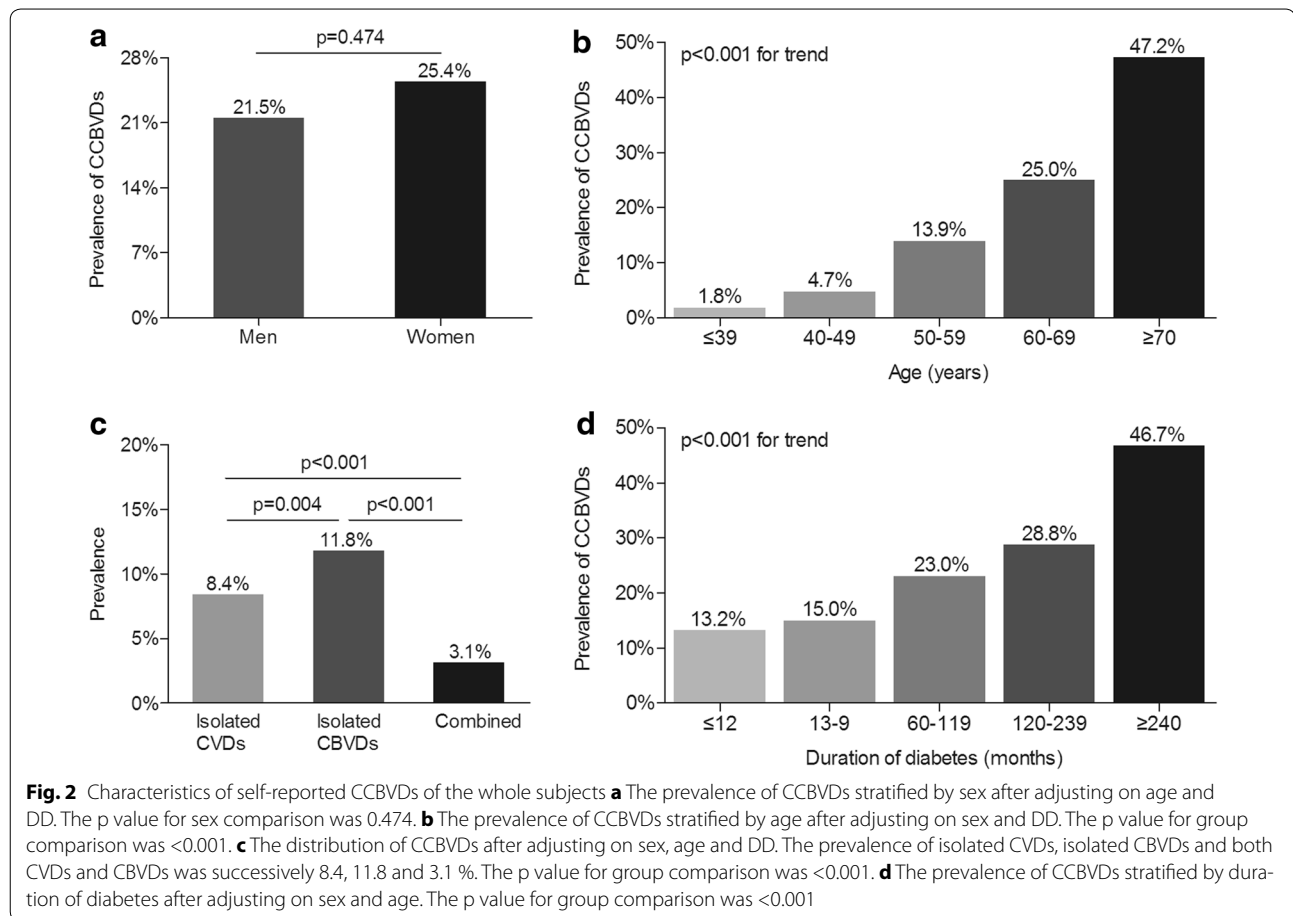 a
p=0.474
28%
21%
14%
7%
0%
Prevalence of CCBVDs
21.5%
25.4%
Men
Women
b
p<0.001 for trend
50%
40%
30%
20%
10%
0%
Prevalence of CCBVDs
1.8%
4.7%
13.9%
25.0%
47.2%
≤39
40-49
50-59
60-69
≥70
Age (years)
c
20%
15%
10%
5%
0%
Prevalence
p<0.001
p=0.004
p<0.001
8.4%
11.8%
3.1%
Isolated
CVDs
Isolated
CBVDs
Combined
d
p<0.001 for trend
50%
40%
30%
20%
10%
0%
Prevalence of CCBVDs
13.2%
15.0%
23.0%
28.8%
46.7%
≤12
13-9
60-119
120-239
≥240
Duration of diabetes (months)
Fig. 2 Characteristics of self-reported CCBVDs of the whole subjects a The prevalence of CCBVDs stratified by sex after adjusting on age and
DD. The p value for sex comparison was 0.474. b The prevalence of CCBVDs stratified by age after adjusting on sex and DD. The p value for group
comparison was <0.001. c The distribution of CCBVDs after adjusting on sex, age and DD. The prevalence of isolated CVDs, isolated CBVDs and both
CVDs and CBVDs was successively 8.4, 11.8 and 3.1 %. The p value for group comparison was <0.001. d The prevalence of CCBVDs stratified by dura-
tion of diabetes after adjusting on sex and age. The p value for group comparison was <0.001